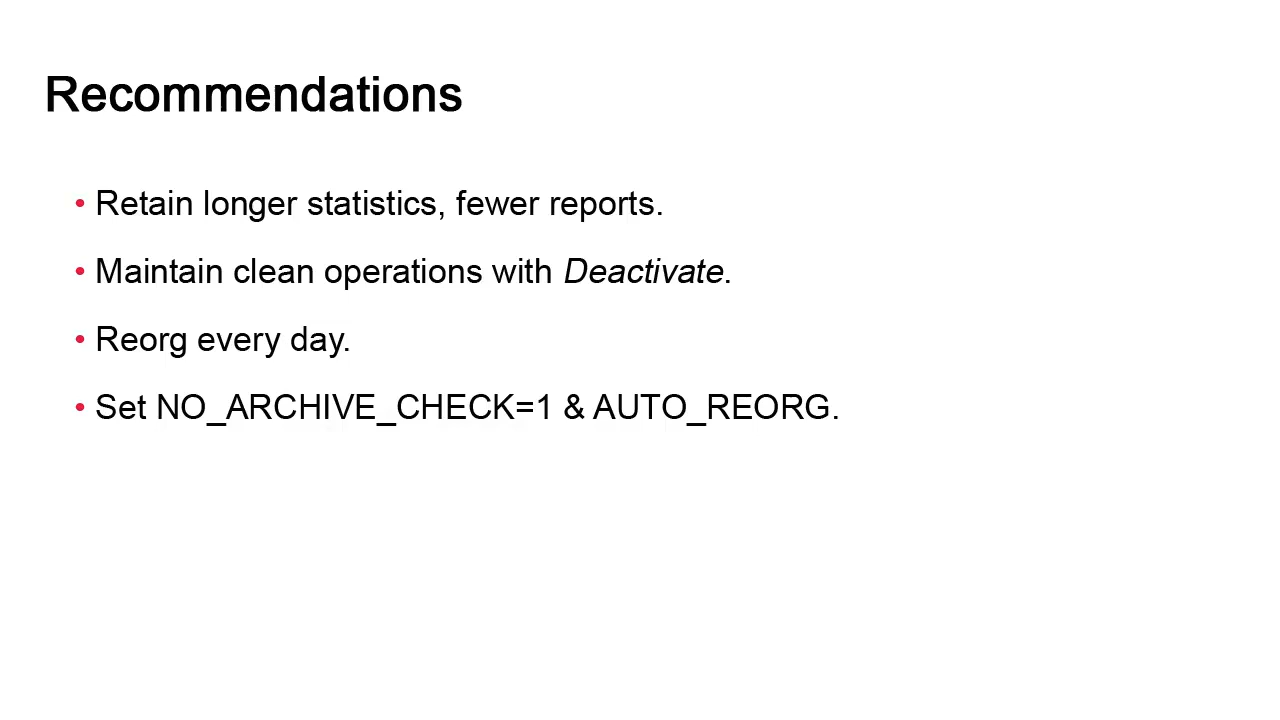 Recommendations
• Retain longer statistics, fewer reports.
• Maintain clean operations with Deactivate.
• Reorg every day.
• Set NO_ARCHIVE_CHECK=1 & AUTO_REORG.